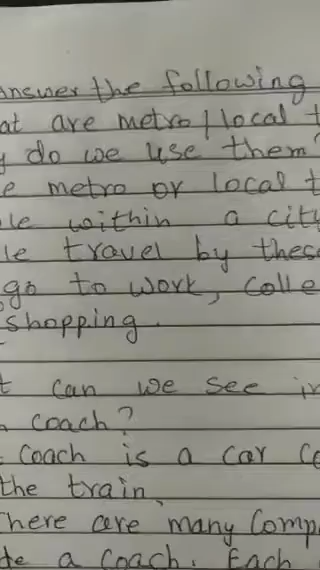 Answer the following
at are metro/local t
y do we use them?
e metro or local t
le within a city
le travel by these
go to work, colle
shopping.
t can we see in
coach?
coach is a car co
the train.
There are many comp
te a coach. Each